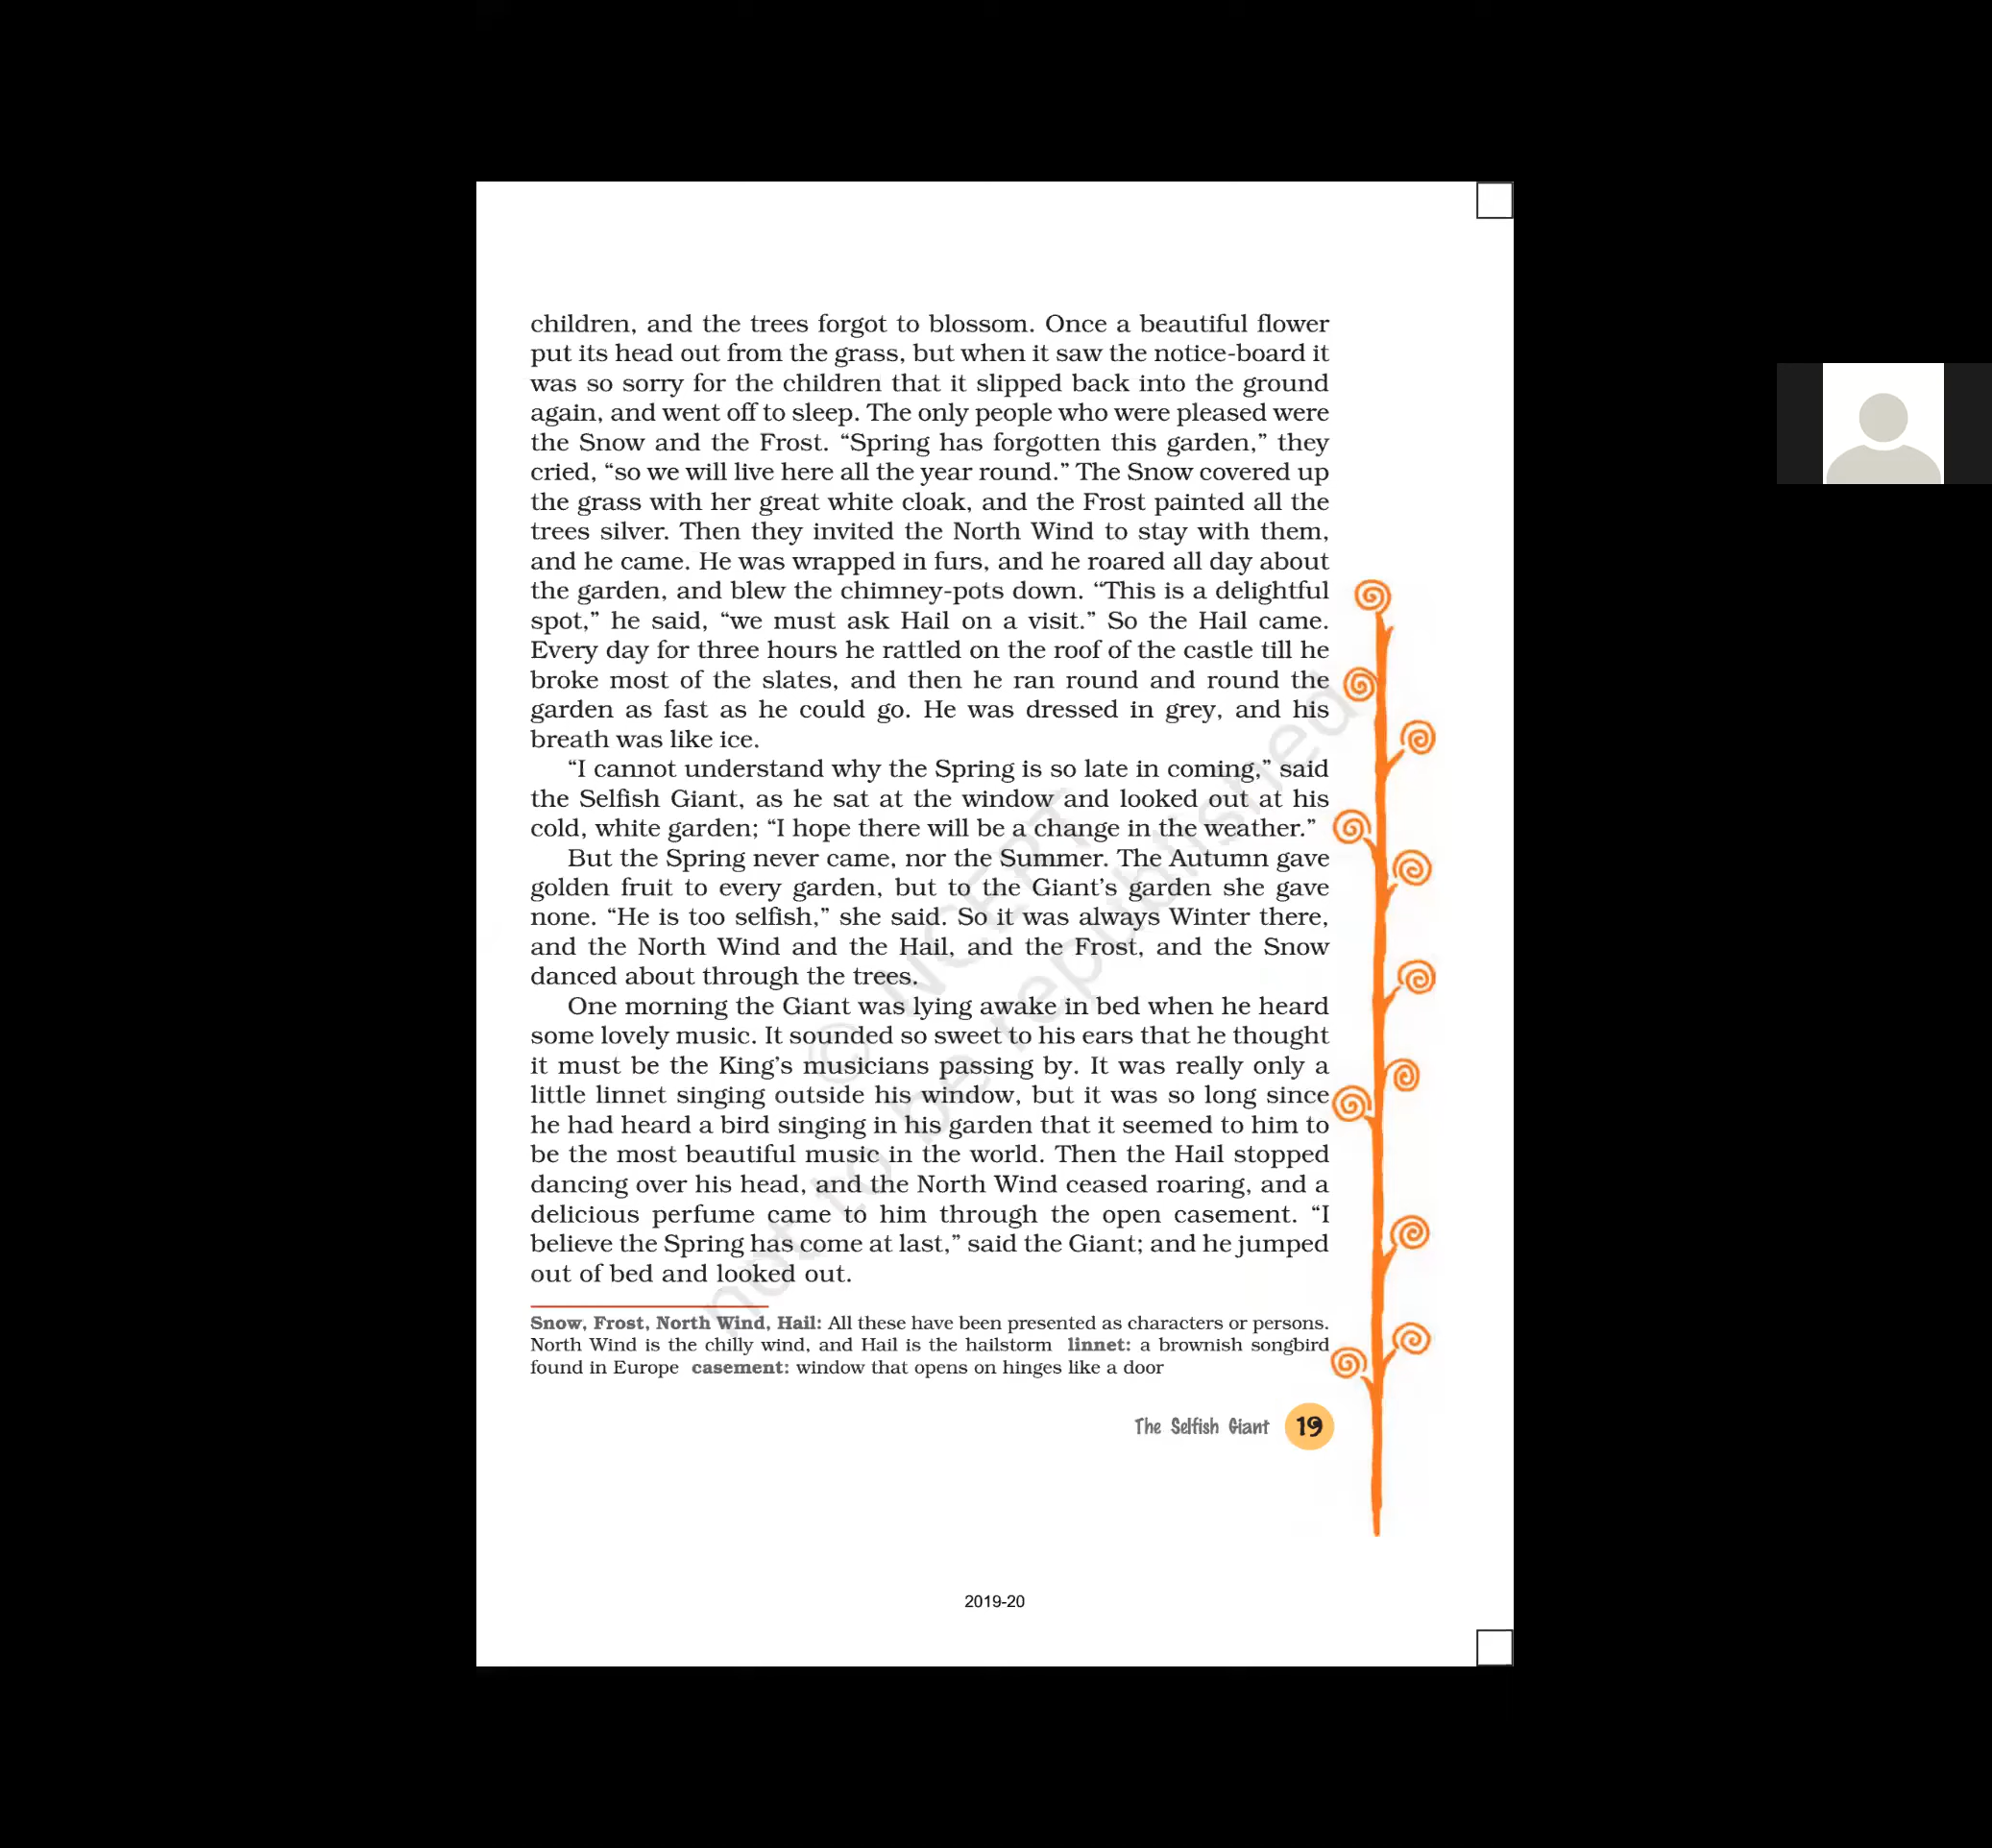 children, and the trees forgot to blossom. Once a beautiful flower
put its head out from the grass, but when it saw the notice-board it
was so sorry for the children that it slipped back into the ground
again, and went off to sleep. The only people who were pleased were
the Snow and the Frost. “Spring has forgotten this garden,” they
cried, “so we will live here all the year round.” The Snow covered up
the grass with her great white cloak, and the Frost painted all the
trees silver. Then they invited the North Wind to stay with them,
and he came. He was wrapped in furs, and he roared all day about
the garden, and blew the chimney-pots down. “This is a delightful
spot,” he said, “we must ask Hail on a visit.” So the Hail came.
Every day for three hours he rattled on the roof of the castle till he
broke most of the slates, and then he ran round and round the
garden as fast as he could go. He was dressed in grey, and his
breath was like ice.
“I cannot understand why the Spring is so late in coming,” said
the Selfish Giant, as he sat at the window and looked out at his
cold, white garden; “I hope there will be a change in the weather.”
But the Spring never came, nor the Summer. The Autumn gave
golden fruit to every garden, but to the Giant’s garden she gave
none. “He is too selfish,” she said. So it was always Winter there,
and the North Wind and the Hail, and the Frost, and the Snow
danced about through the trees.
One morning the Giant was lying awake in bed when he heard
some lovely music. It sounded so sweet to his ears that he thought
it must be the King’s musicians passing by. It was really only a
little linnet singing outside his window, but it was so long since
he had heard a bird singing in his garden that it seemed to him to
be the most beautiful music in the world. Then the Hail stopped
dancing over his head, and the North Wind ceased roaring, and a
delicious perfume came to him through the open casement. “I
believe the Spring has come at last,” said the Giant; and he jumped
out of bed and looked out.
Snow, Frost, North Wind, Hail: All these have been presented as characters or persons.
North Wind is the chilly wind, and Hail is the hailstorm linnet: a brownish songbird
found in Europe casement: window that opens on hinges like a door
The Selfish Giant 19
2019-20
© NCERT
not to be republished